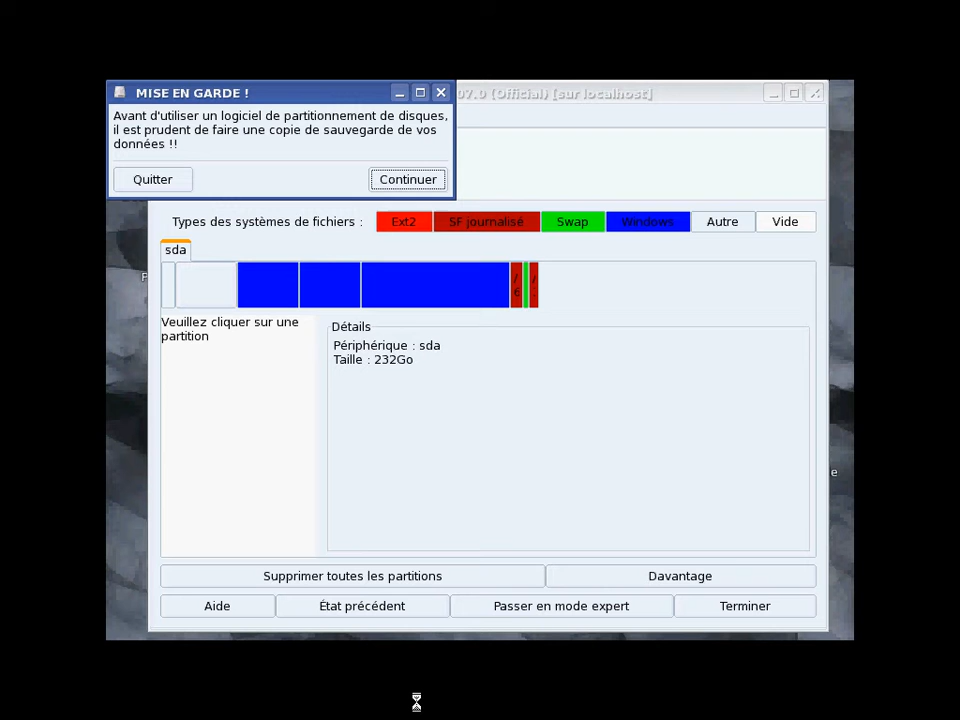 MISE EN GARDE !
07.0 (Official) [sur localhost]
Avant d'utiliser un logiciel de partitionnement de disques,
il est prudent de faire une copie de sauvegarde de vos
données !!
Quitter
Continuer
Types des systèmes de fichiers :
Ext2
SF journalisé
Swap
Windows
Autre
Vide
sda
Veuillez cliquer sur une
partition
Détails
Périphérique : sda
Taille : 232Go
Supprimer toutes les partitions
Davantage
Aide
État précédent
Passer en mode expert
Terminer